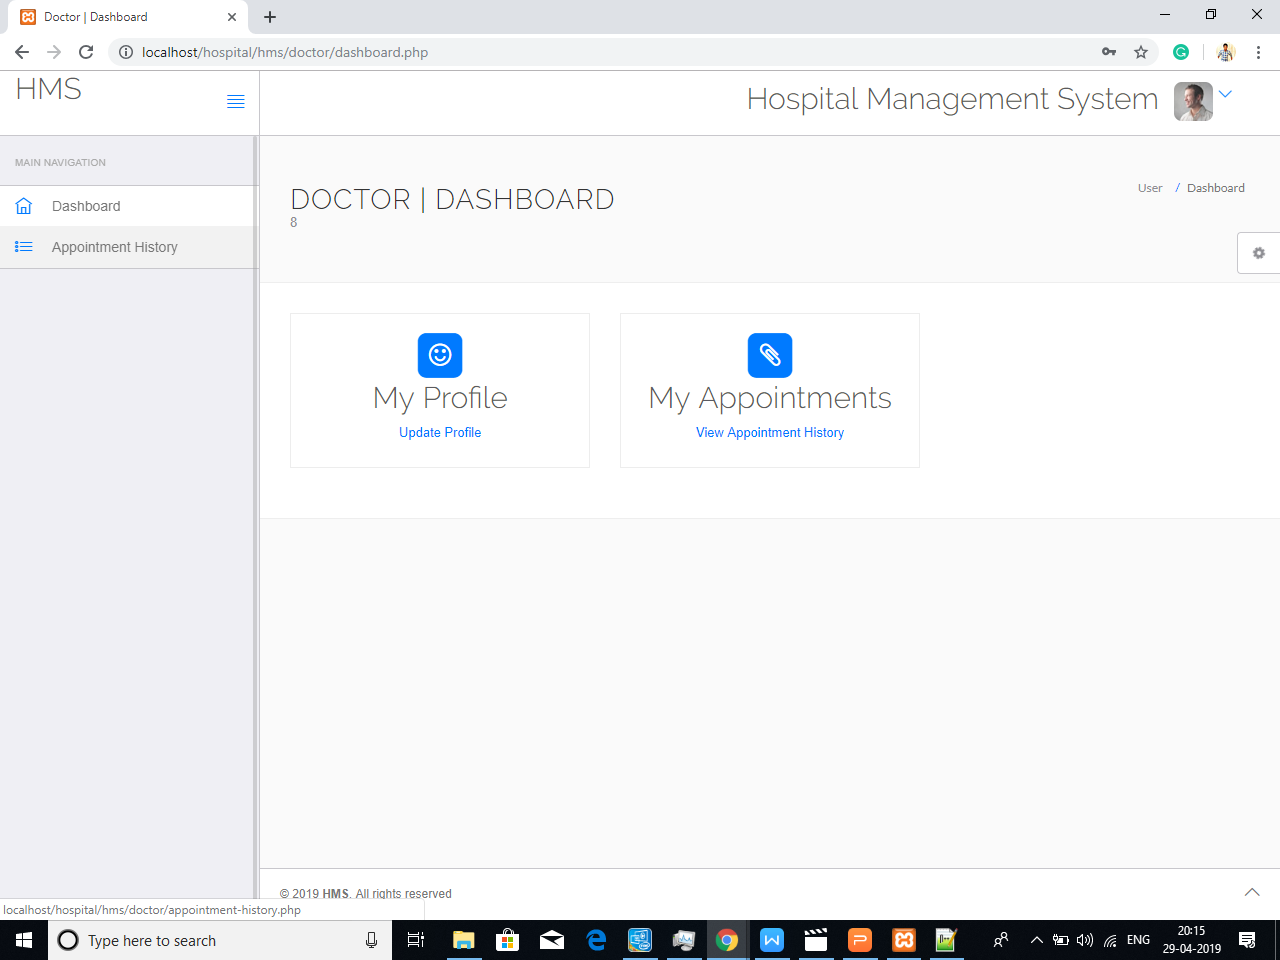 Doctor | Dashboard
localhost/hospital/hms/doctor/dashboard.php
HMS
Hospital Management System
MAIN NAVIGATION
Dashboard
Appointment History
DOCTOR | DASHBOARD
8
User / Dashboard
My Profile
Update Profile
My Appointments
View Appointment History
© 2019 HMS. All rights reserved
localhost/hospital/hms/doctor/appointment-history.php
Type here to search
ENG
20:15
29-04-2019